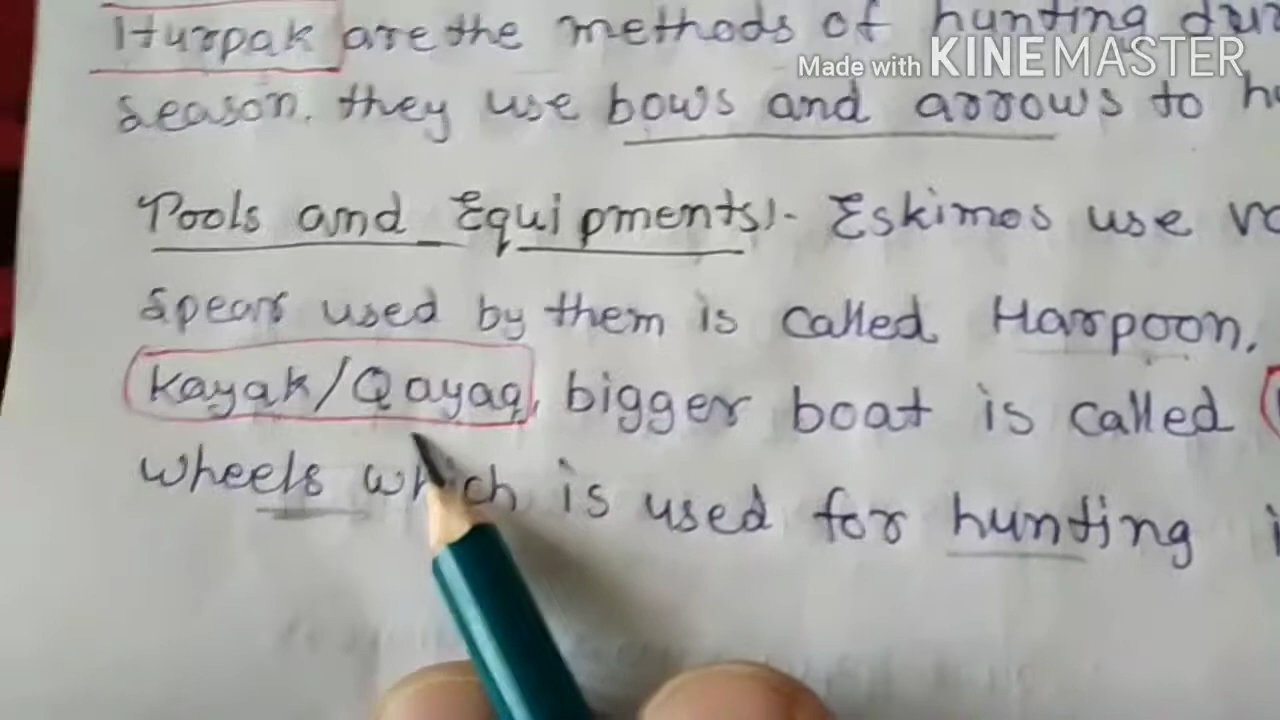 Iturpak are the methods of hunting
Made with KINEMASTER
season. they use bows and arrows to
Tools and Equipments:- Eskimos use
spears used by them is called Harpoon.
Kayak/Qayaq, bigger boat is called
wheels which is used for hunting